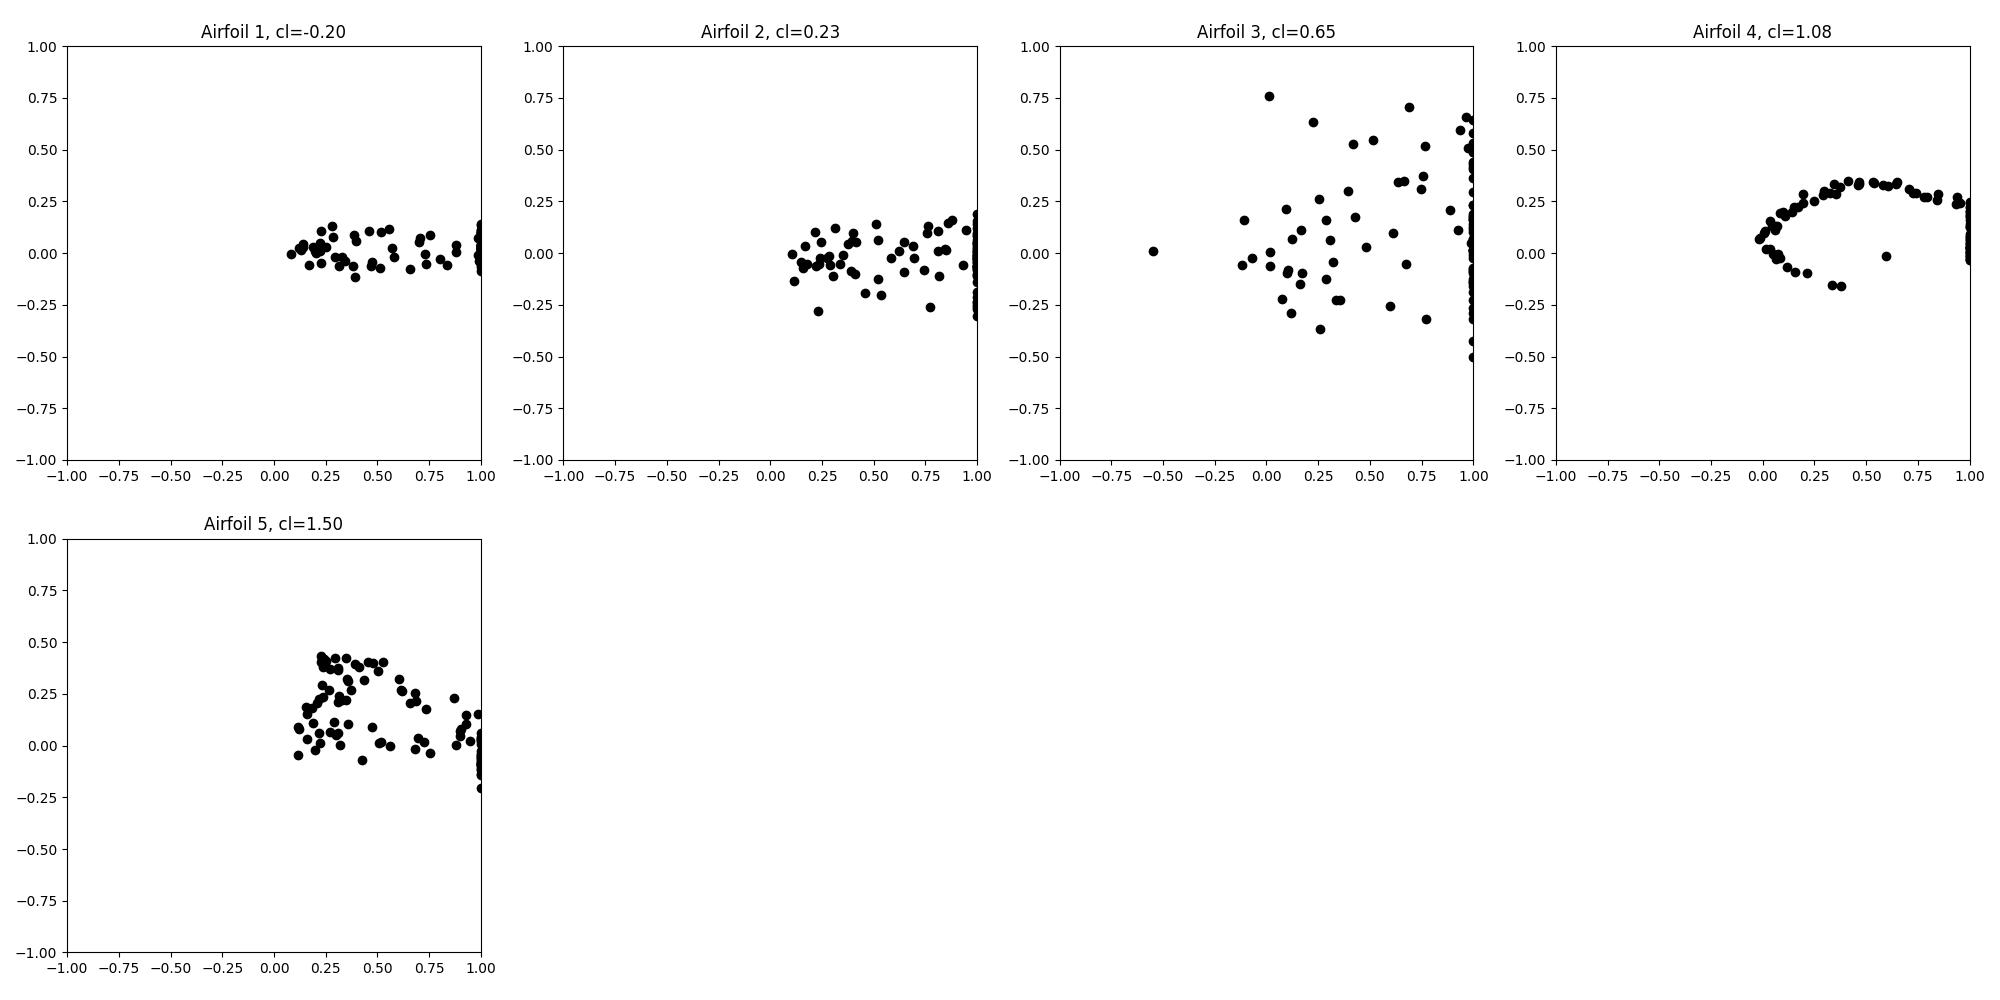 Airfoil 1, cl=-0.20
Airfoil 2, cl=0.23
Airfoil 3, cl=0.65
Airfoil 4, cl=1.08
1.00 1.00 1.00 1.00
0.75 0.75 0.75 0.75
0.50 0.50 0.50 0.50
0.25 0.25 0.25 0.25
0.00 0.00 0.00 0.00
−0.25 −0.25 −0.25 −0.25
−0.50 −0.50 −0.50 −0.50
−0.75 −0.75 −0.75 −0.75
−1.00 −1.00 −1.00 −1.00
−1.00 −0.75 −0.50 −0.25 0.00 0.25 0.50 0.75 1.00
−1.00 −0.75 −0.50 −0.25 0.00 0.25 0.50 0.75 1.00
−1.00 −0.75 −0.50 −0.25 0.00 0.25 0.50 0.75 1.00
−1.00 −0.75 −0.50 −0.25 0.00 0.25 0.50 0.75 1.00
Airfoil 5, cl=1.50
1.00
0.75
0.50
0.25
0.00
−0.25
−0.50
−0.75
−1.00
−1.00 −0.75 −0.50 −0.25 0.00 0.25 0.50 0.75 1.00